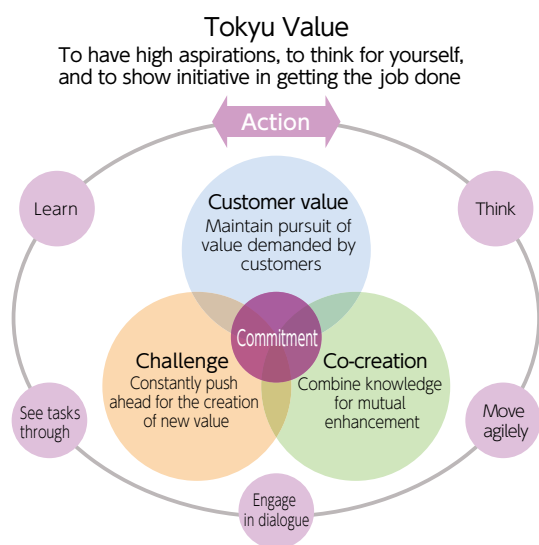 Tokyu Value
To have high aspirations, to think for yourself,
and to show initiative in getting the job done
Action
Learn
Think
Customer value
Maintain pursuit of
value demanded by
customers
Commitment
Challenge
Constantly push
ahead for the creation
of new value
Co-creation
Combine knowledge
for mutual
enhancement
See tasks
through
Move
agilely
Engage
in dialogue